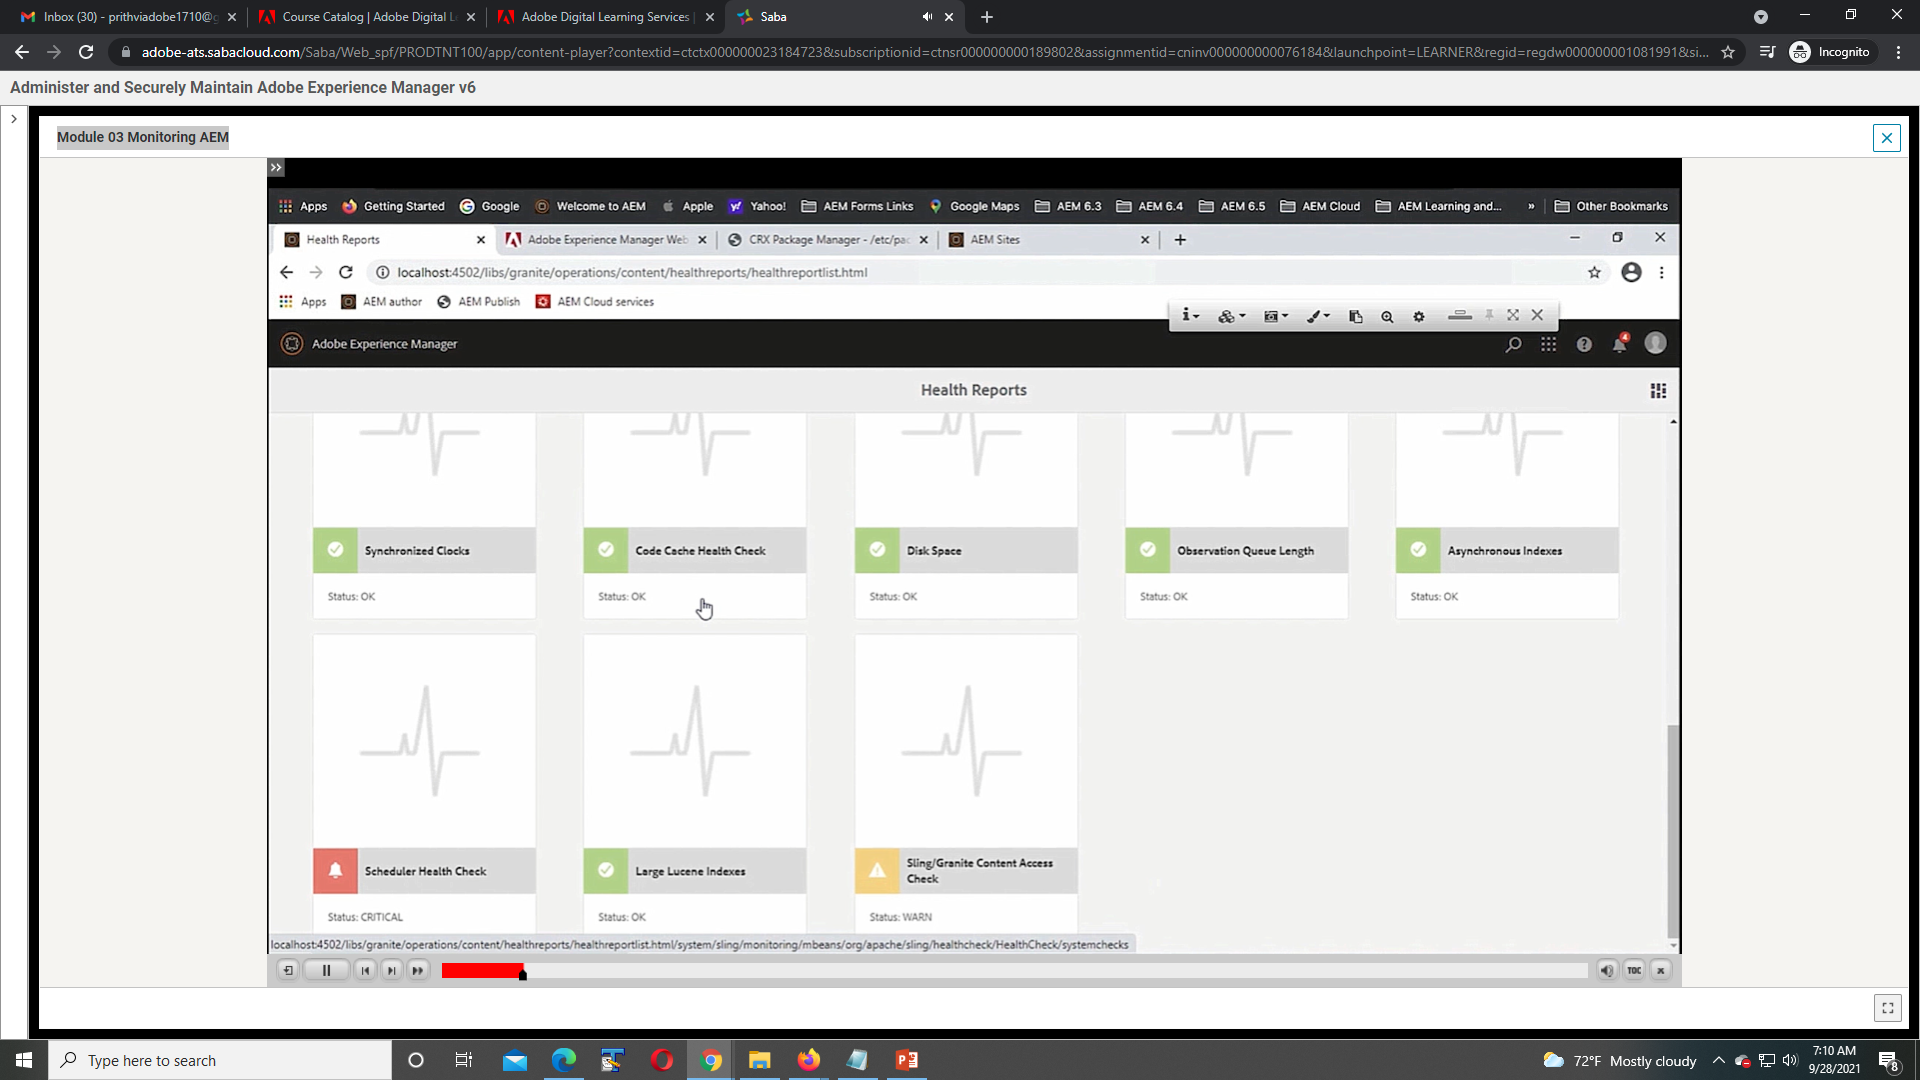 Inbox (30) - prithviadobe1710@g
Course Catalog | Adobe Digital L
Adobe Digital Learning Services |
Saba
adobe-ats.sabacloud.com/Saba/Web_spf/PRODTNT100/app/content-player?contextid=ctctx000000023184723&subscriptionid=ctnsr0000000000189802&assignmentid=cninv000000000076184&launchpoint=LEARNER&regid=regdw000000001081991&si...
Incognito
Administer and Securely Maintain Adobe Experience Manager v6
Module 03 Monitoring AEM
Apps
Getting Started
Google
Welcome to AEM
Apple
Yahoo!
AEM Forms Links
Google Maps
AEM 6.3
AEM 6.4
AEM 6.5
AEM Cloud
AEM Learning and...
»
Other Bookmarks
Health Reports
Adobe Experience Manager Web
CRX Package Manager - /etc/pac
AEM Sites
localhost:4502/libs/granite/operations/content/healthreports/healthreportlist.html
Apps
AEM author
AEM Publish
AEM Cloud services
Adobe Experience Manager
4
Health Reports
Synchronized Clocks
Code Cache Health Check
Disk Space
Observation Queue Length
Asynchronous Indexes
Status: OK
Status: OK
Status: OK
Status: OK
Status: OK
Scheduler Health Check
Large Lucene Indexes
Sling/Granite Content Access
Check
Status: CRITICAL
Status: OK
Status: WARN
localhost:4502/libs/granite/operations/content/healthreports/healthreportlist.html/system/sling/monitoring/mbeans/org/apache/sling/healthcheck/HealthCheck/systemchecks
TOC
Type here to search
72°F Mostly cloudy
7:10 AM
9/28/2021
8